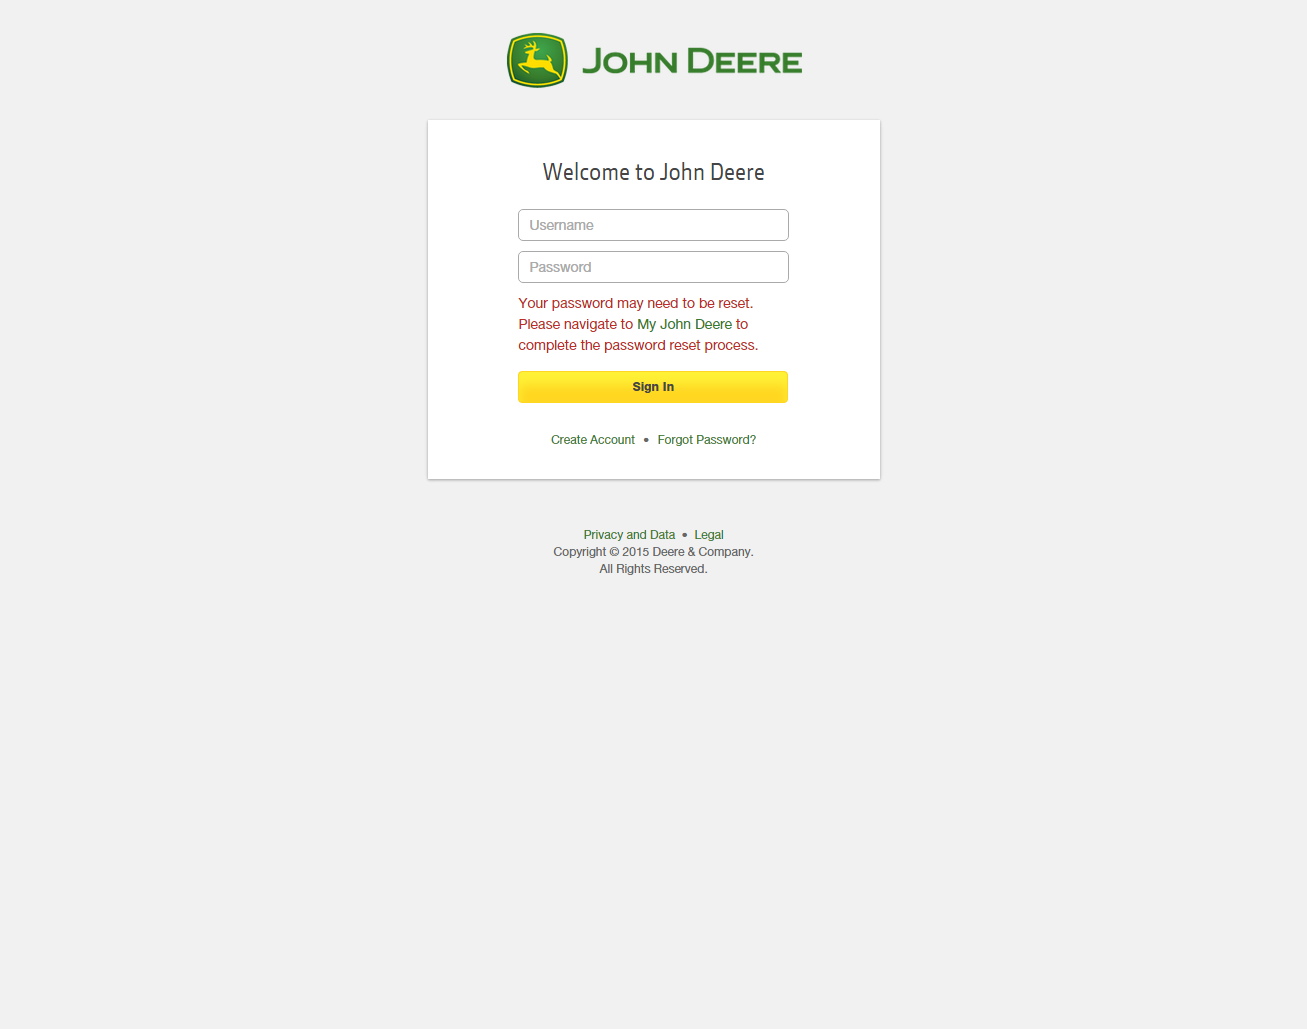 JOHN DEERE
Welcome to John Deere
Username
Password
Your password may need to be reset.
Please navigate to My John Deere to
complete the password reset process.
Sign In
Create Account • Forgot Password?
Privacy and Data • Legal
Copyright © 2015 Deere & Company.
All Rights Reserved.